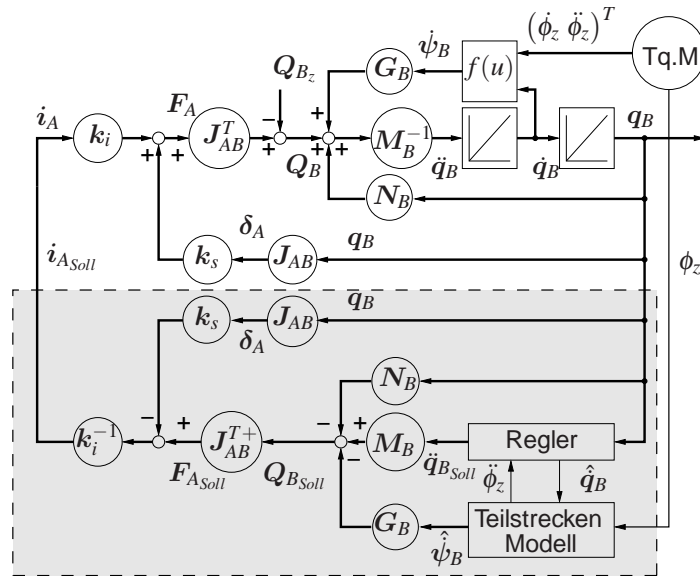 (ϕ̇_z ϕ̈_z)^T
Tq.M
ψ̇_B
G_B
f(u)
Q_{B_z}
i_A
F_A
q_B
k_i
J_{AB}^T
M_B^{-1}
− + + + + + +
Q_B
q̈_B
q̇_B
N_B
δ_A
q_B
i_{A_{Soll}}
k_s
J_{AB}
ϕ_z
q_B
k_s
J_{AB}
δ_A
N_B
− + − +
k_i^{-1}
J_{AB}^{T+}
M_B
Regler
−
F_{A_{Soll}}
Q_{B_{Soll}}
q̈_{B_{Soll}}
ϕ̈_z
q̂_B
G_B
Teilstrecken
Modell
ψ̇̂_B